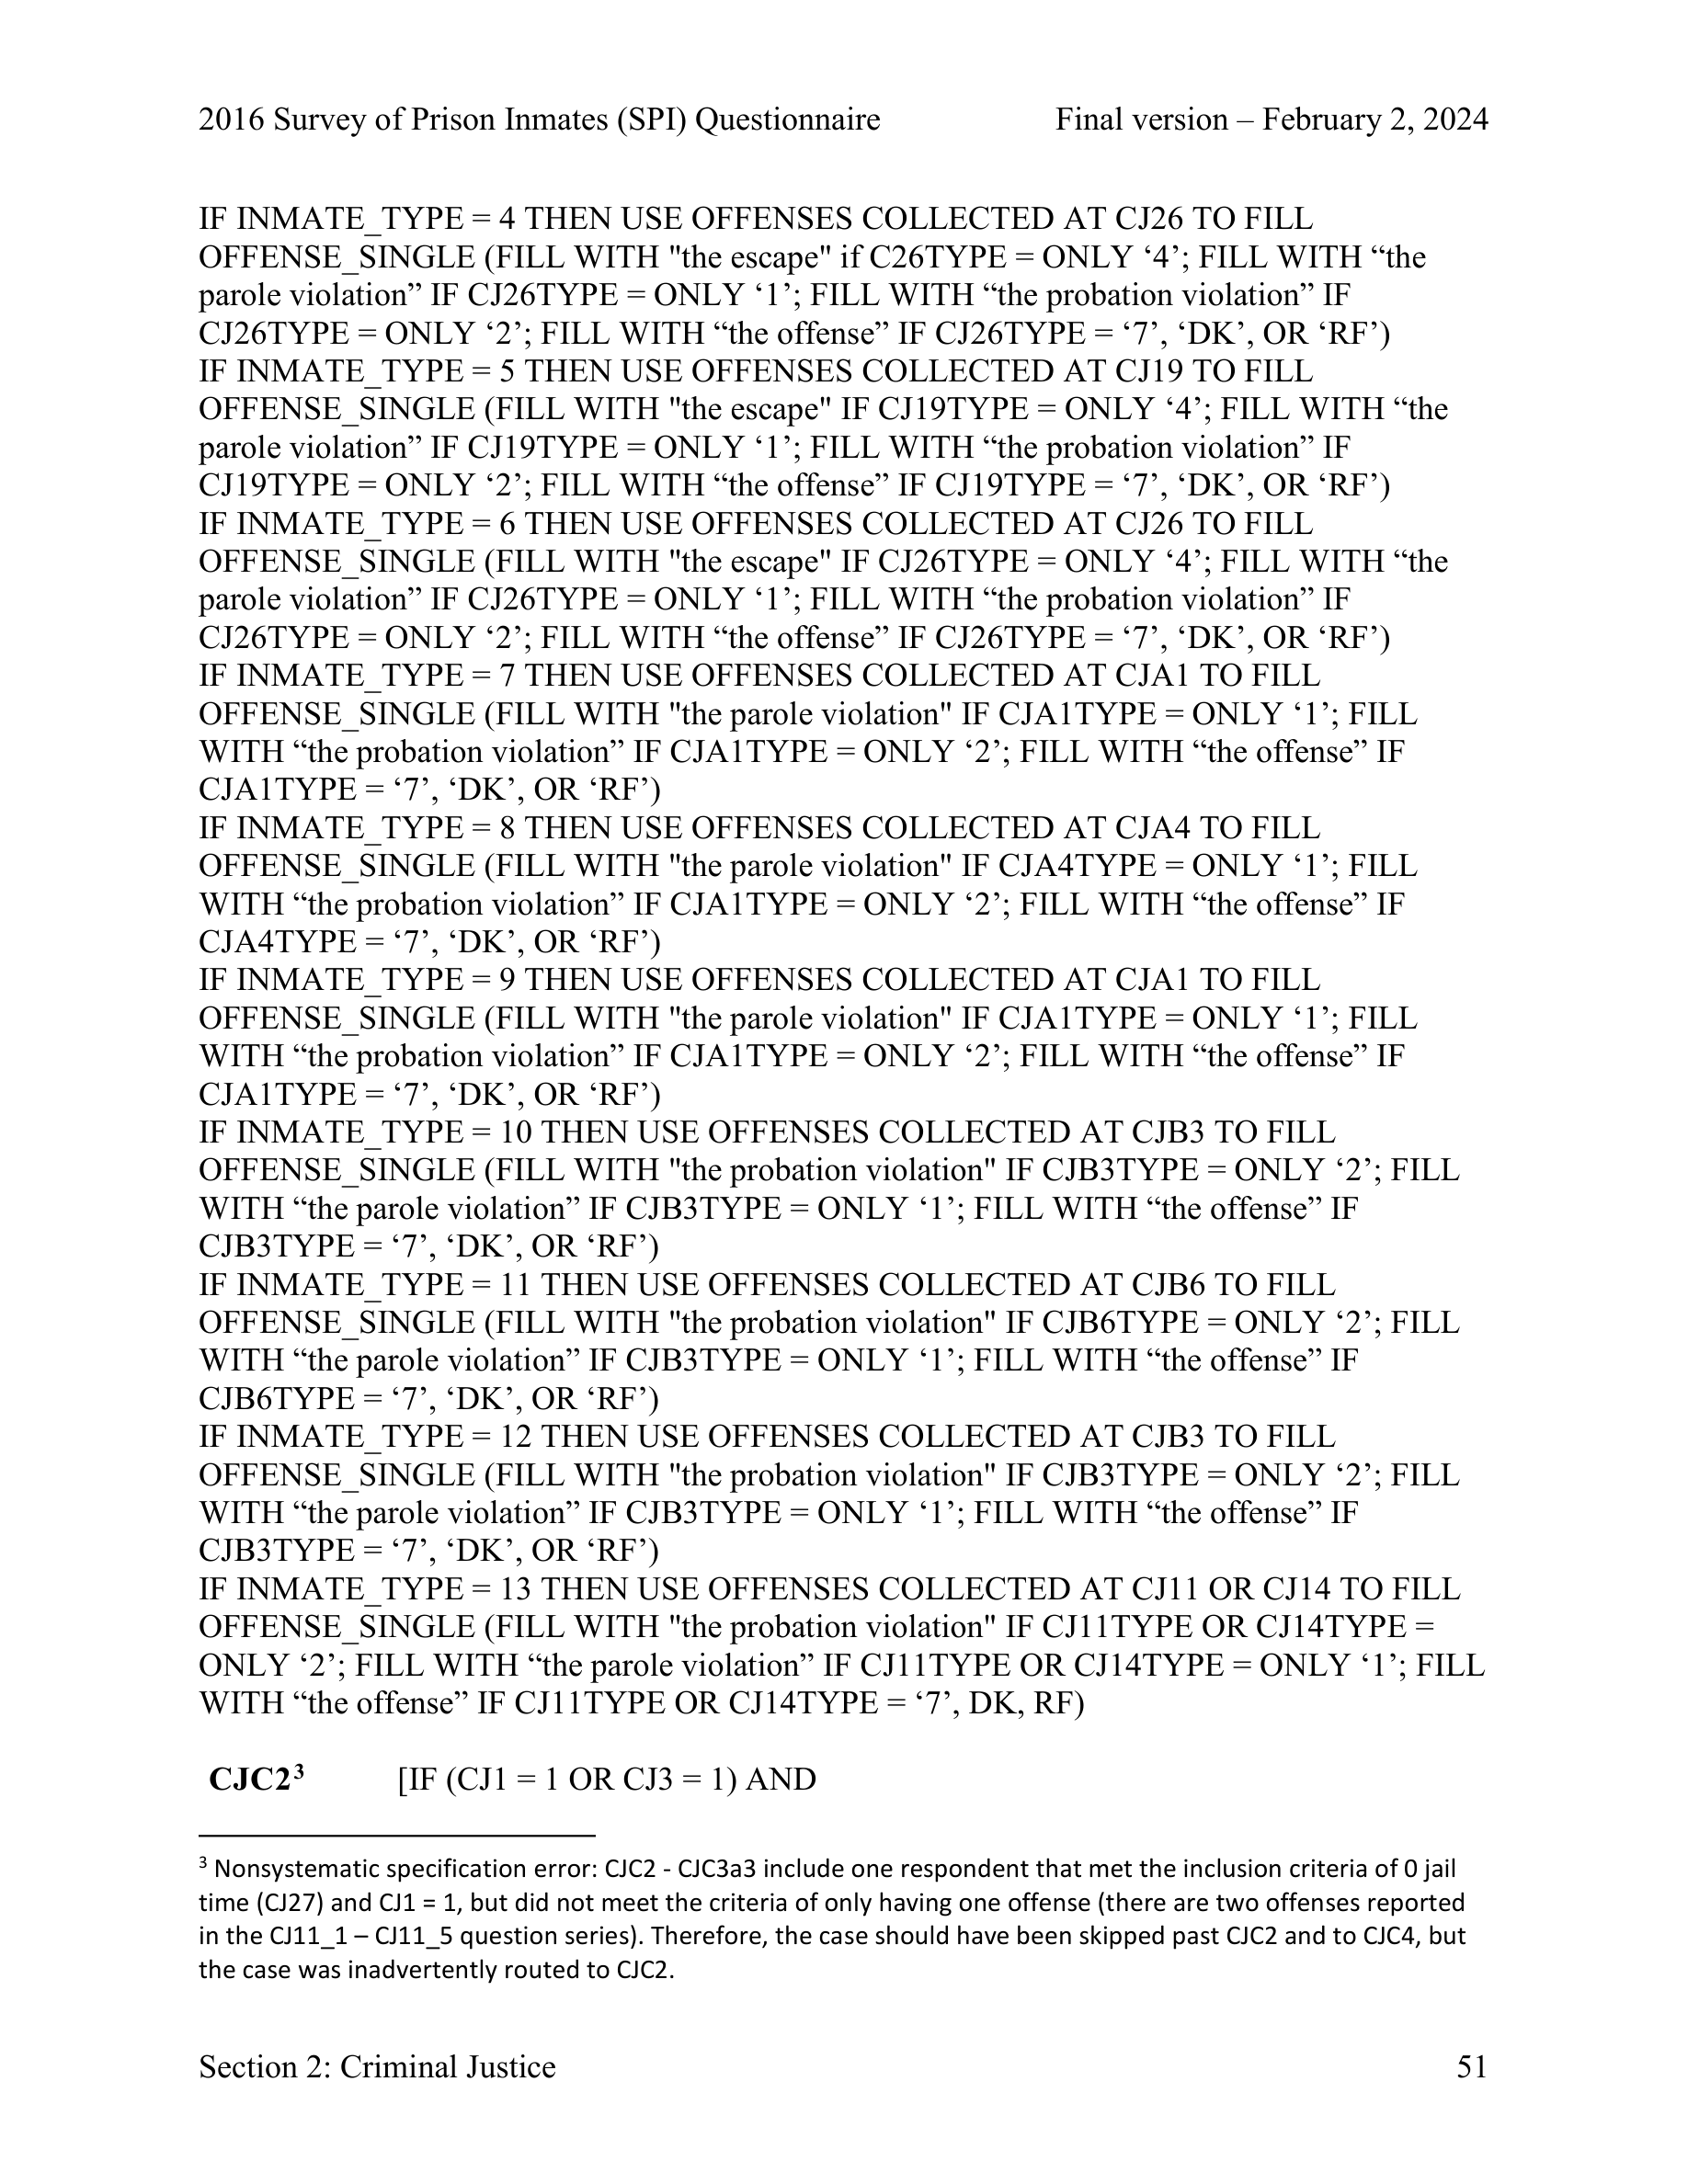 2016 Survey of Prison Inmates (SPI) Questionnaire Final version – February 2, 2024
IF INMATE_TYPE = 4 THEN USE OFFENSES COLLECTED AT CJ26 TO FILL
OFFENSE_SINGLE (FILL WITH "the escape" if C26TYPE = ONLY ‘4’; FILL WITH “the
parole violation” IF CJ26TYPE = ONLY ‘1’; FILL WITH “the probation violation” IF
CJ26TYPE = ONLY ‘2’; FILL WITH “the offense” IF CJ26TYPE = ‘7’, ‘DK’, OR ‘RF’)
IF INMATE_TYPE = 5 THEN USE OFFENSES COLLECTED AT CJ19 TO FILL
OFFENSE_SINGLE (FILL WITH "the escape" IF CJ19TYPE = ONLY ‘4’; FILL WITH “the
parole violation” IF CJ19TYPE = ONLY ‘1’; FILL WITH “the probation violation” IF
CJ19TYPE = ONLY ‘2’; FILL WITH “the offense” IF CJ19TYPE = ‘7’, ‘DK’, OR ‘RF’)
IF INMATE_TYPE = 6 THEN USE OFFENSES COLLECTED AT CJ26 TO FILL
OFFENSE_SINGLE (FILL WITH "the escape" IF CJ26TYPE = ONLY ‘4’; FILL WITH “the
parole violation” IF CJ26TYPE = ONLY ‘1’; FILL WITH “the probation violation” IF
CJ26TYPE = ONLY ‘2’; FILL WITH “the offense” IF CJ26TYPE = ‘7’, ‘DK’, OR ‘RF’)
IF INMATE_TYPE = 7 THEN USE OFFENSES COLLECTED AT CJA1 TO FILL
OFFENSE_SINGLE (FILL WITH "the parole violation" IF CJA1TYPE = ONLY ‘1’; FILL
WITH “the probation violation” IF CJA1TYPE = ONLY ‘2’; FILL WITH “the offense” IF
CJA1TYPE = ‘7’, ‘DK’, OR ‘RF’)
IF INMATE_TYPE = 8 THEN USE OFFENSES COLLECTED AT CJA4 TO FILL
OFFENSE_SINGLE (FILL WITH "the parole violation" IF CJA4TYPE = ONLY ‘1’; FILL
WITH “the probation violation” IF CJA1TYPE = ONLY ‘2’; FILL WITH “the offense” IF
CJA4TYPE = ‘7’, ‘DK’, OR ‘RF’)
IF INMATE_TYPE = 9 THEN USE OFFENSES COLLECTED AT CJA1 TO FILL
OFFENSE_SINGLE (FILL WITH "the parole violation" IF CJA1TYPE = ONLY ‘1’; FILL
WITH “the probation violation” IF CJA1TYPE = ONLY ‘2’; FILL WITH “the offense” IF
CJA1TYPE = ‘7’, ‘DK’, OR ‘RF’)
IF INMATE_TYPE = 10 THEN USE OFFENSES COLLECTED AT CJB3 TO FILL
OFFENSE_SINGLE (FILL WITH "the probation violation" IF CJB3TYPE = ONLY ‘2’; FILL
WITH “the parole violation” IF CJB3TYPE = ONLY ‘1’; FILL WITH “the offense” IF
CJB3TYPE = ‘7’, ‘DK’, OR ‘RF’)
IF INMATE_TYPE = 11 THEN USE OFFENSES COLLECTED AT CJB6 TO FILL
OFFENSE_SINGLE (FILL WITH "the probation violation" IF CJB6TYPE = ONLY ‘2’; FILL
WITH “the parole violation” IF CJB3TYPE = ONLY ‘1’; FILL WITH “the offense” IF
CJB6TYPE = ‘7’, ‘DK’, OR ‘RF’)
IF INMATE_TYPE = 12 THEN USE OFFENSES COLLECTED AT CJB3 TO FILL
OFFENSE_SINGLE (FILL WITH "the probation violation" IF CJB3TYPE = ONLY ‘2’; FILL
WITH “the parole violation” IF CJB3TYPE = ONLY ‘1’; FILL WITH “the offense” IF
CJB3TYPE = ‘7’, ‘DK’, OR ‘RF’)
IF INMATE_TYPE = 13 THEN USE OFFENSES COLLECTED AT CJ11 OR CJ14 TO FILL
OFFENSE_SINGLE (FILL WITH "the probation violation" IF CJ11TYPE OR CJ14TYPE =
ONLY ‘2’; FILL WITH “the parole violation” IF CJ11TYPE OR CJ14TYPE = ONLY ‘1’; FILL
WITH “the offense” IF CJ11TYPE OR CJ14TYPE = ‘7’, DK, RF)
CJC2³ [IF (CJ1 = 1 OR CJ3 = 1) AND
³ Nonsystematic specification error: CJC2 - CJC3a3 include one respondent that met the inclusion criteria of 0 jail
time (CJ27) and CJ1 = 1, but did not meet the criteria of only having one offense (there are two offenses reported
in the CJ11_1 – CJ11_5 question series). Therefore, the case should have been skipped past CJC2 and to CJC4, but
the case was inadvertently routed to CJC2.
Section 2: Criminal Justice 51